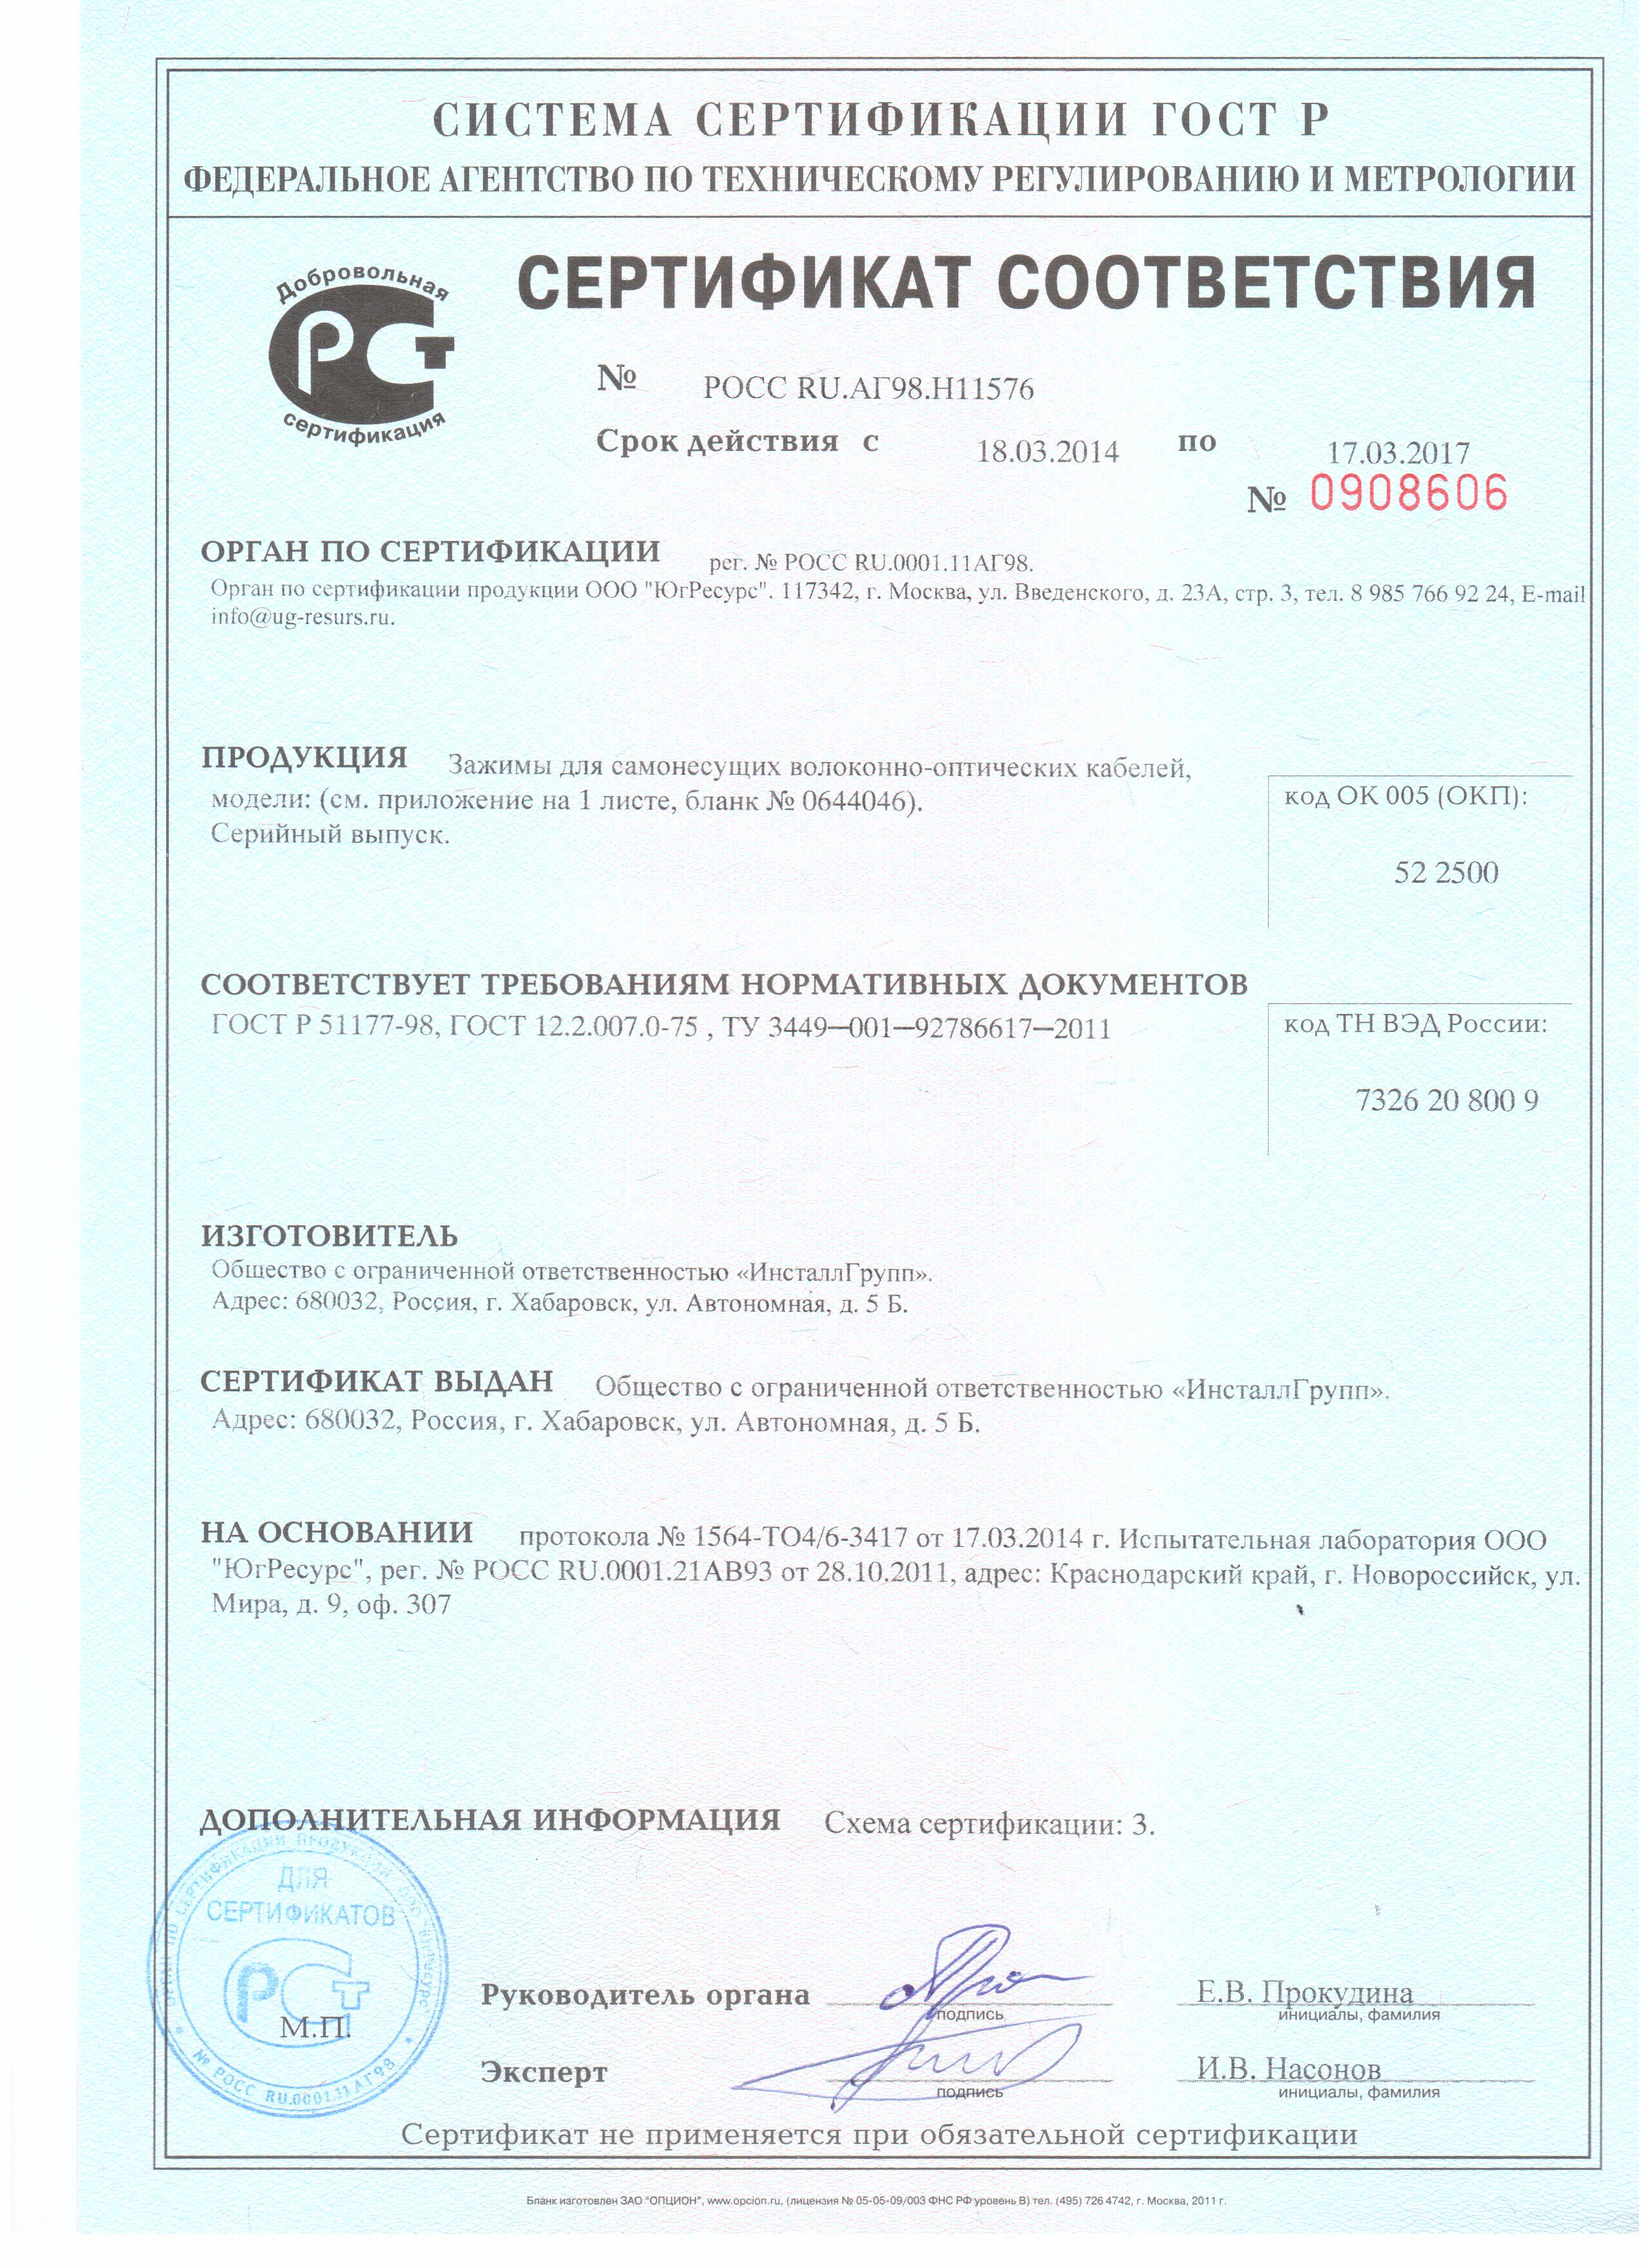 СИСТЕМА СЕРТИФИКАЦИИ ГОСТ Р
ФЕДЕРАЛЬНОЕ АГЕНТСТВО ПО ТЕХНИЧЕСКОМУ РЕГУЛИРОВАНИЮ И МЕТРОЛОГИИ
Добровольная
РСТ
сертификация
СЕРТИФИКАТ СООТВЕТСТВИЯ
№ РОСС RU.АГ98.Н11576
Срок действия с 18.03.2014 по 17.03.2017
№ 0908606
ОРГАН ПО СЕРТИФИКАЦИИ рег. № РОСС RU.0001.11АГ98.
Орган по сертификации продукции ООО "ЮгРесурс". 117342, г. Москва, ул. Введенского, д. 23А, стр. 3, тел. 8 985 766 92 24, E-mail
info@ug-resurs.ru.
ПРОДУКЦИЯ Зажимы для самонесущих волоконно-оптических кабелей,
модели: (см. приложение на 1 листе, бланк № 0644046).
Серийный выпуск.
код ОК 005 (ОКП):
52 2500
СООТВЕТСТВУЕТ ТРЕБОВАНИЯМ НОРМАТИВНЫХ ДОКУМЕНТОВ
ГОСТ Р 51177-98, ГОСТ 12.2.007.0-75 , ТУ 3449—001—92786617—2011
код ТН ВЭД России:
7326 20 800 9
ИЗГОТОВИТЕЛЬ
Общество с ограниченной ответственностью «ИнсталлГрупп».
Адрес: 680032, Россия, г. Хабаровск, ул. Автономная, д. 5 Б.
СЕРТИФИКАТ ВЫДАН Общество с ограниченной ответственностью «ИнсталлГрупп».
Адрес: 680032, Россия, г. Хабаровск, ул. Автономная, д. 5 Б.
НА ОСНОВАНИИ протокола № 1564-ТО4/6-3417 от 17.03.2014 г. Испытательная лаборатория ООО
"ЮгРесурс", рег. № РОСС RU.0001.21АВ93 от 28.10.2011, адрес: Краснодарский край, г. Новороссийск, ул.
Мира, д. 9, оф. 307
ДОПОЛНИТЕЛЬНАЯ ИНФОРМАЦИЯ Схема сертификации: 3.
ОРГАН ПО СЕРТИФИКАЦИИ ПРОДУКЦИИ ООО
ДЛЯ
СЕРТИФИКАТОВ
РСТ
М.П.
№ РОСС RU.0001.11АГ98
Руководитель органа
подпись
Е.В. Прокудина
инициалы, фамилия
Эксперт
подпись
И.В. Насонов
инициалы, фамилия
Сертификат не применяется при обязательной сертификации
Бланк изготовлен ЗАО "ОПЦИОН", www.opcion.ru, (лицензия № 05-05-09/003 ФНС РФ уровень В) тел. (495) 726 4742, г. Москва, 2011 г.